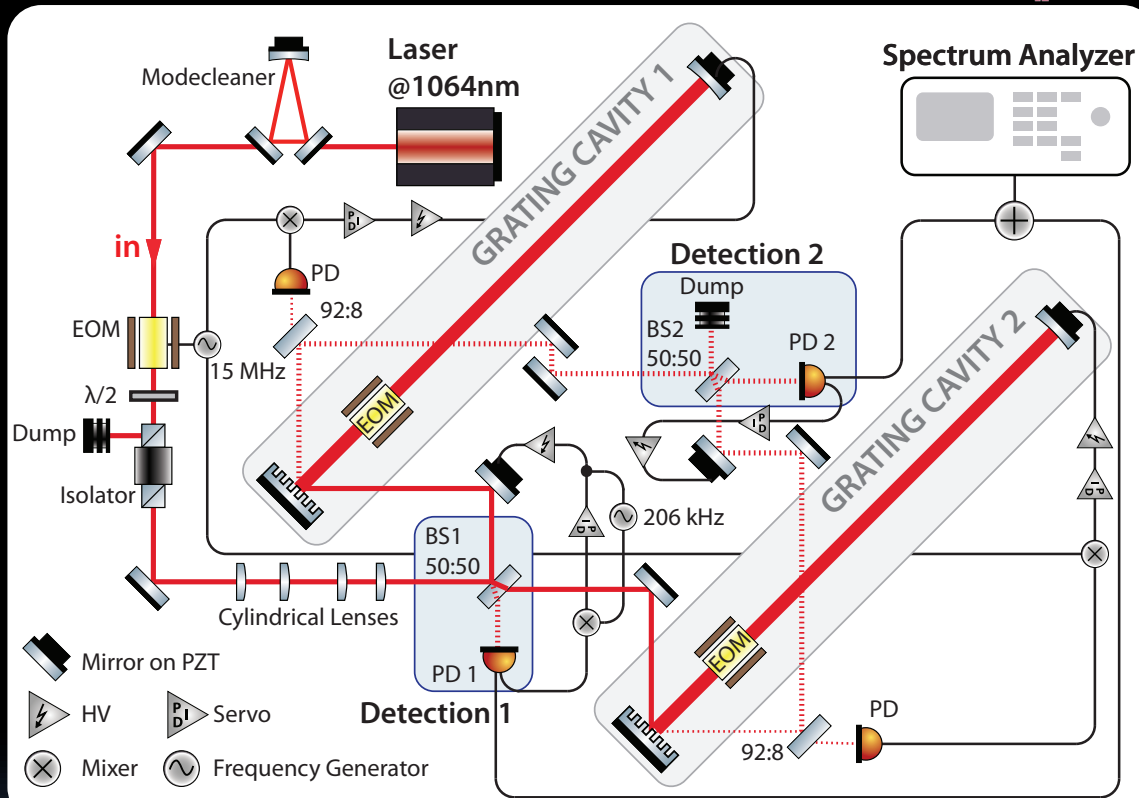 Laser
@1064nm
Modecleaner
Spectrum Analyzer
GRATING CAVITY 1
in
PD
92:8
EOM
15 MHz
λ/2
Dump
Isolator
EOM
Detection 2
Dump
BS2
50:50
PD 2
P
I
D
P
I
D
GRATING CAVITY 2
206 kHz
P
I
D
P
I
D
BS1
50:50
Cylindrical Lenses
PD 1
Detection 1
EOM
PD
92:8
Mirror on PZT
HV
P
I
D
Servo
Mixer
Frequency Generator